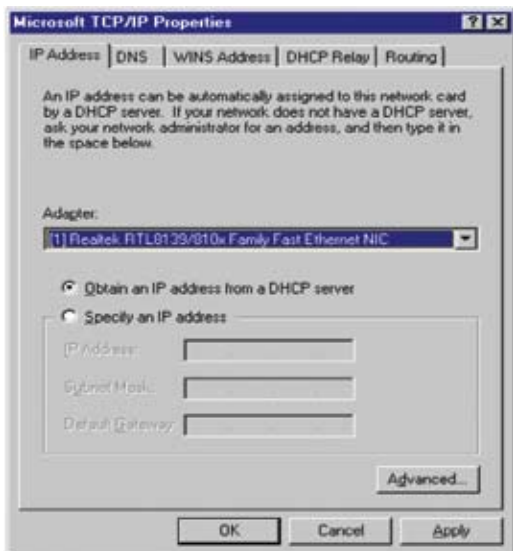 Microsoft TCP/IP Properties
IP Address DNS WINS Address DHCP Relay Routing
An IP address can be automatically assigned to this network card
by a DHCP server. If your network does not have a DHCP server,
ask your network administrator for an address, and then type it in
the space below.
Adapter:
[1] Realtek RTL8139/810x Family Fast Ethernet NIC
Obtain an IP address from a DHCP server
Specify an IP address
IP Address:
Subnet Mask:
Default Gateway:
Advanced...
OK Cancel Apply